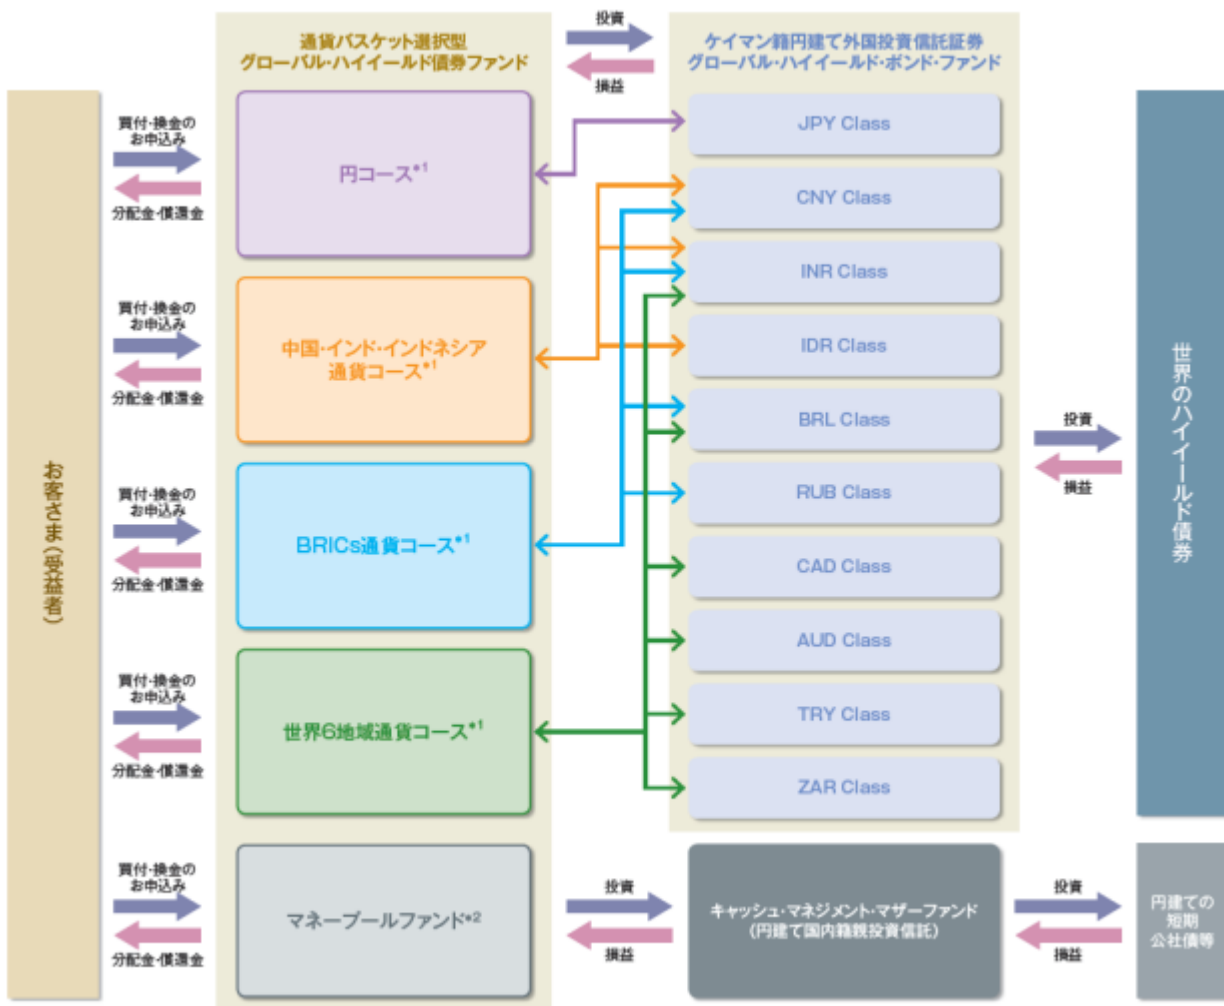 通貨バスケット選択型
グローバル・ハイイールド債券ファンド
投資
損益
ケイマン籍円建て外国投資信託証券
グローバル・ハイイールド・ボンド・ファンド
お客さま(受益者)
買付・換金の
お申込み
分配金・償還金
円コース*1
買付・換金の
お申込み
分配金・償還金
中国・インド・インドネシア
通貨コース*1
買付・換金の
お申込み
分配金・償還金
BRICs通貨コース*1
買付・換金の
お申込み
分配金・償還金
世界6地域通貨コース*1
JPY Class
CNY Class
INR Class
IDR Class
BRL Class
RUB Class
CAD Class
AUD Class
TRY Class
ZAR Class
投資
損益
世界のハイイールド債券
買付・換金の
お申込み
分配金・償還金
マネープールファンド*2
投資
損益
キャッシュ・マネジメント・マザーファンド
(円建て国内籍親投資信託)
投資
損益
円建ての
短期
公社債等